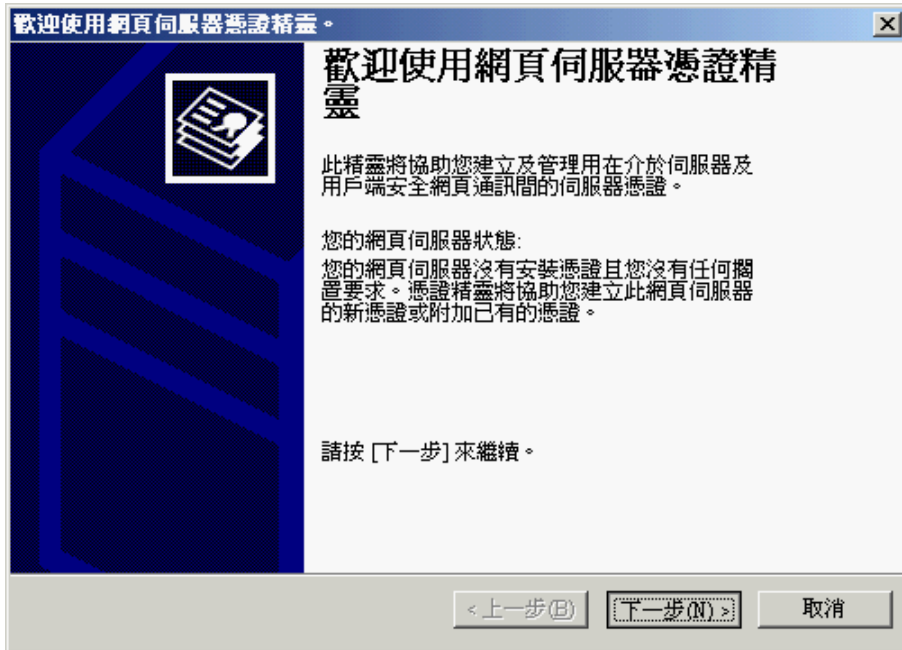 歡迎使用網頁伺服器憑證精靈。
歡迎使用網頁伺服器憑證精
靈
此精靈將協助您建立及管理用在介於伺服器及
用戶端安全網頁通訊間的伺服器憑證。
您的網頁伺服器狀態:
您的網頁伺服器沒有安裝憑證且您沒有任何擱
置要求。憑證精靈將協助您建立此網頁伺服器
的新憑證或附加已有的憑證。
請按 [下一步] 來繼續。
<上一步(B) 下一步(N) > 取消